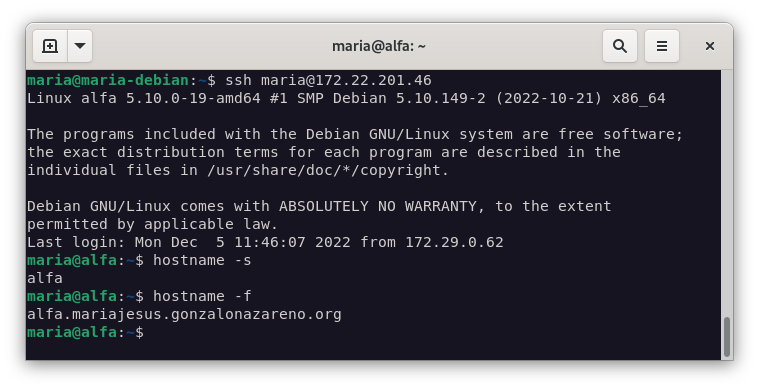 maria@alfa: ~
maria@maria-debian:~$ ssh maria@172.22.201.46
Linux alfa 5.10.0-19-amd64 #1 SMP Debian 5.10.149-2 (2022-10-21) x86_64
The programs included with the Debian GNU/Linux system are free software;
the exact distribution terms for each program are described in the
individual files in /usr/share/doc/*/copyright.
Debian GNU/Linux comes with ABSOLUTELY NO WARRANTY, to the extent
permitted by applicable law.
Last login: Mon Dec  5 11:46:07 2022 from 172.29.0.62
maria@alfa:~$ hostname -s
alfa
maria@alfa:~$ hostname -f
alfa.mariajesus.gonzalonazareno.org
maria@alfa:~$